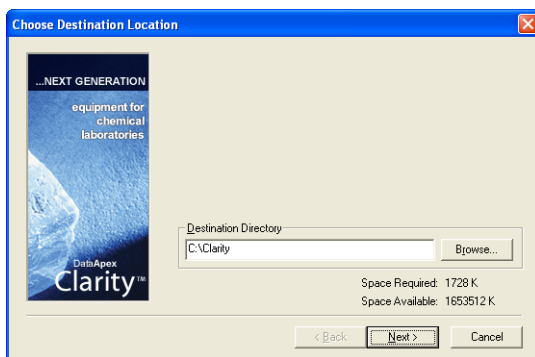 Choose Destination Location
...NEXT GENERATION
equipment for
chemical
laboratories
DataApex
Clarity™
Destination Directory
C:\Clarity
Browse...
Space Required: 1728 K
Space Available: 1653512 K
< Back
Next >
Cancel